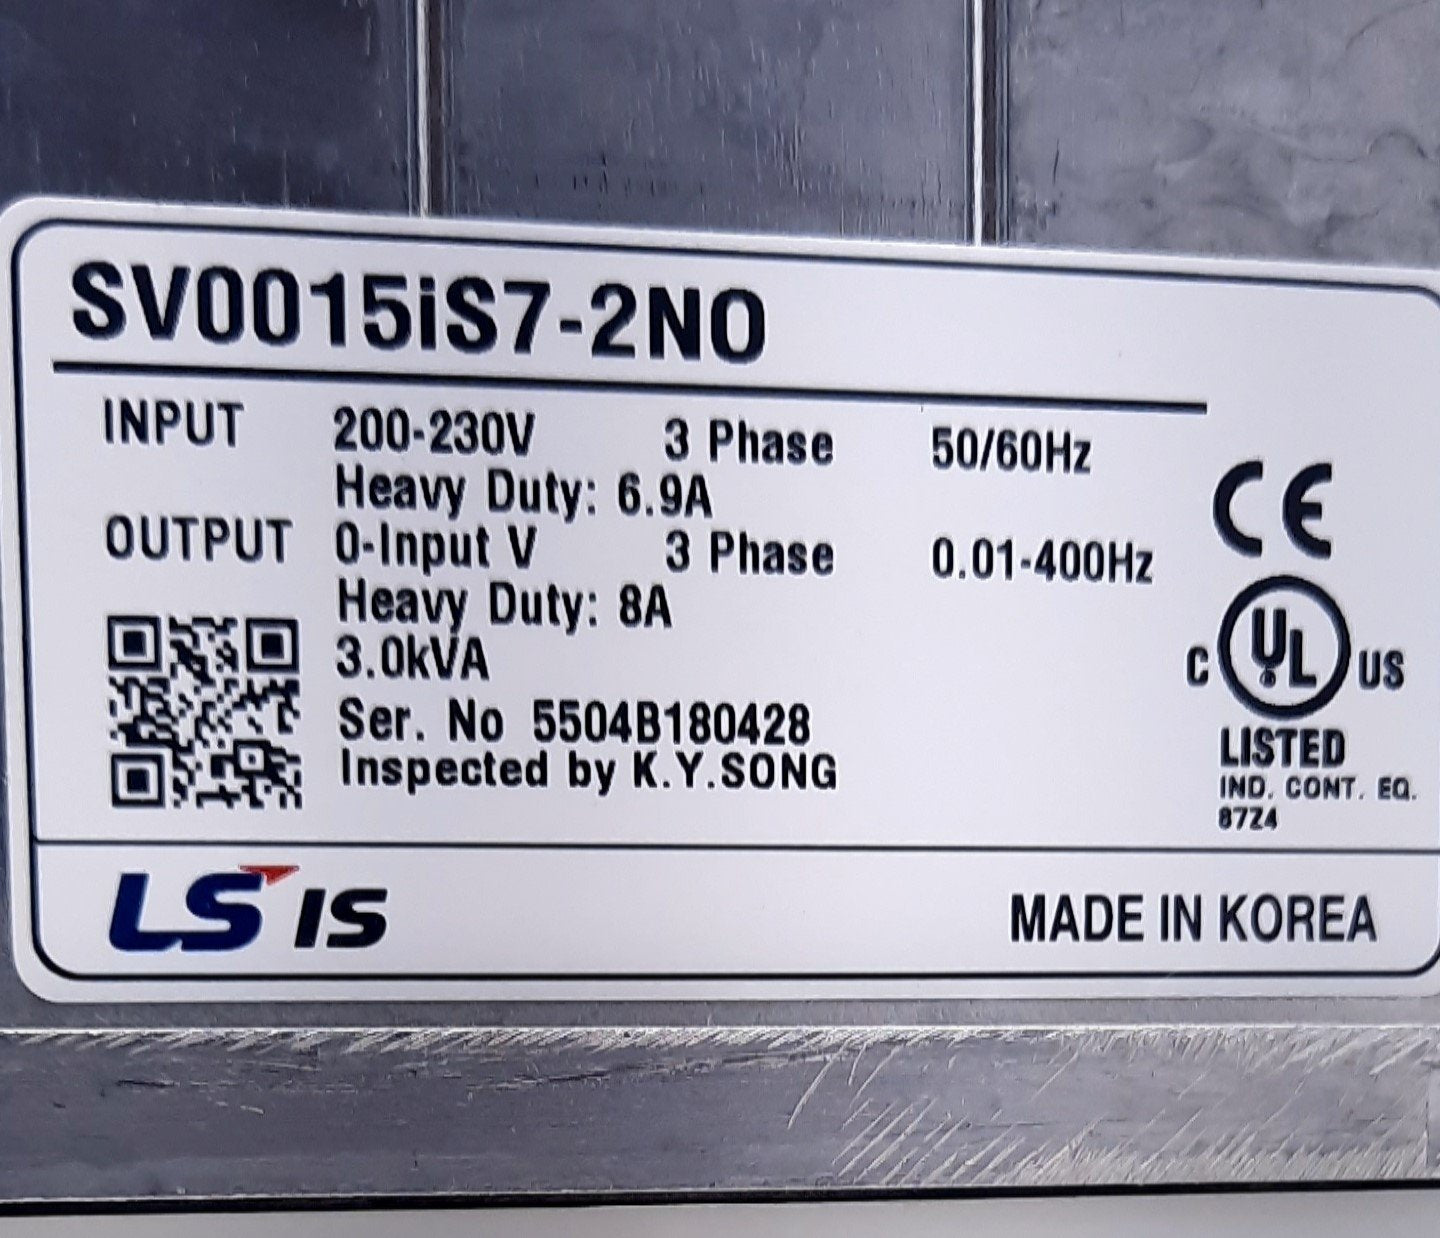 SV0015iS7-2NO
INPUT 200-230V 3 Phase 50/60Hz
Heavy Duty: 6.9A
OUTPUT 0-Input V 3 Phase 0.01-400Hz
Heavy Duty: 8A
3.0kVA
Ser. No 5504B180428
Inspected by K.Y.SONG
CE
C UL US
LISTED
IND. CONT. EQ.
87Z4
LS IS
MADE IN KOREA